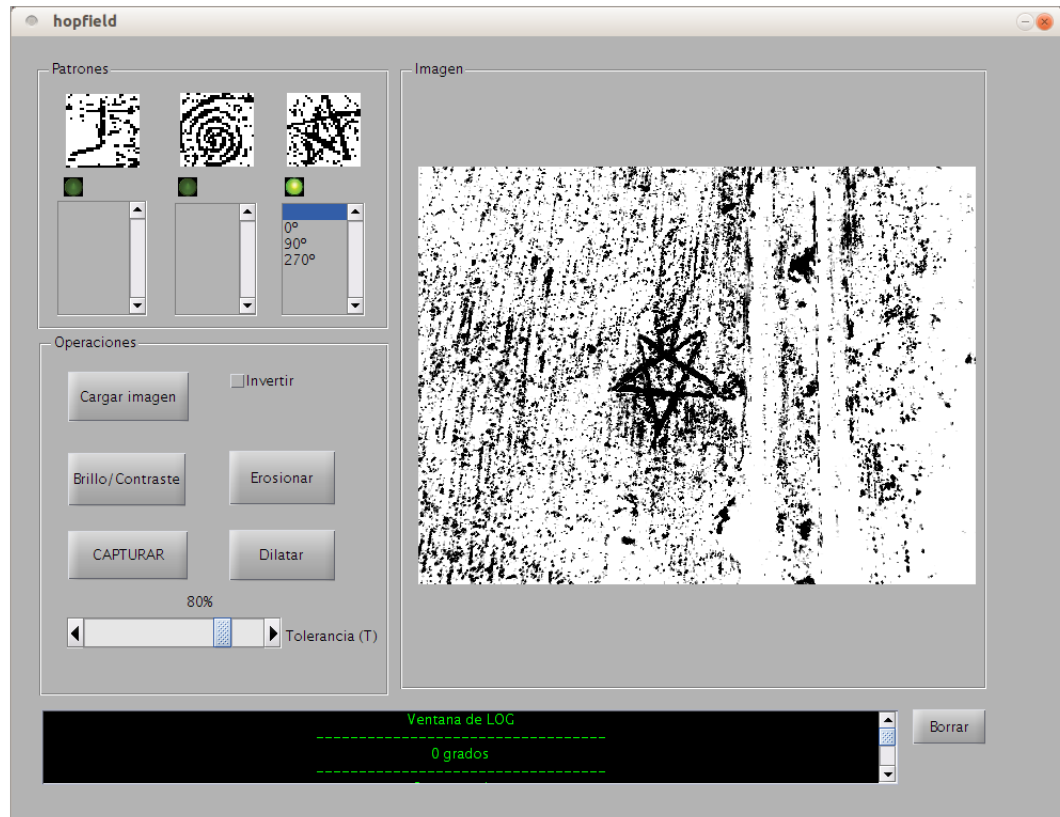 hopfield
Patrones
0º
90º
270º
Imagen
Operaciones
Cargar imagen
Invertir
Brillo/Contraste
Erosionar
CAPTURAR
Dilatar
80%
Tolerancia (T)
Ventana de LOG
----------------------------------
0 grados
----------------------------------
Borrar